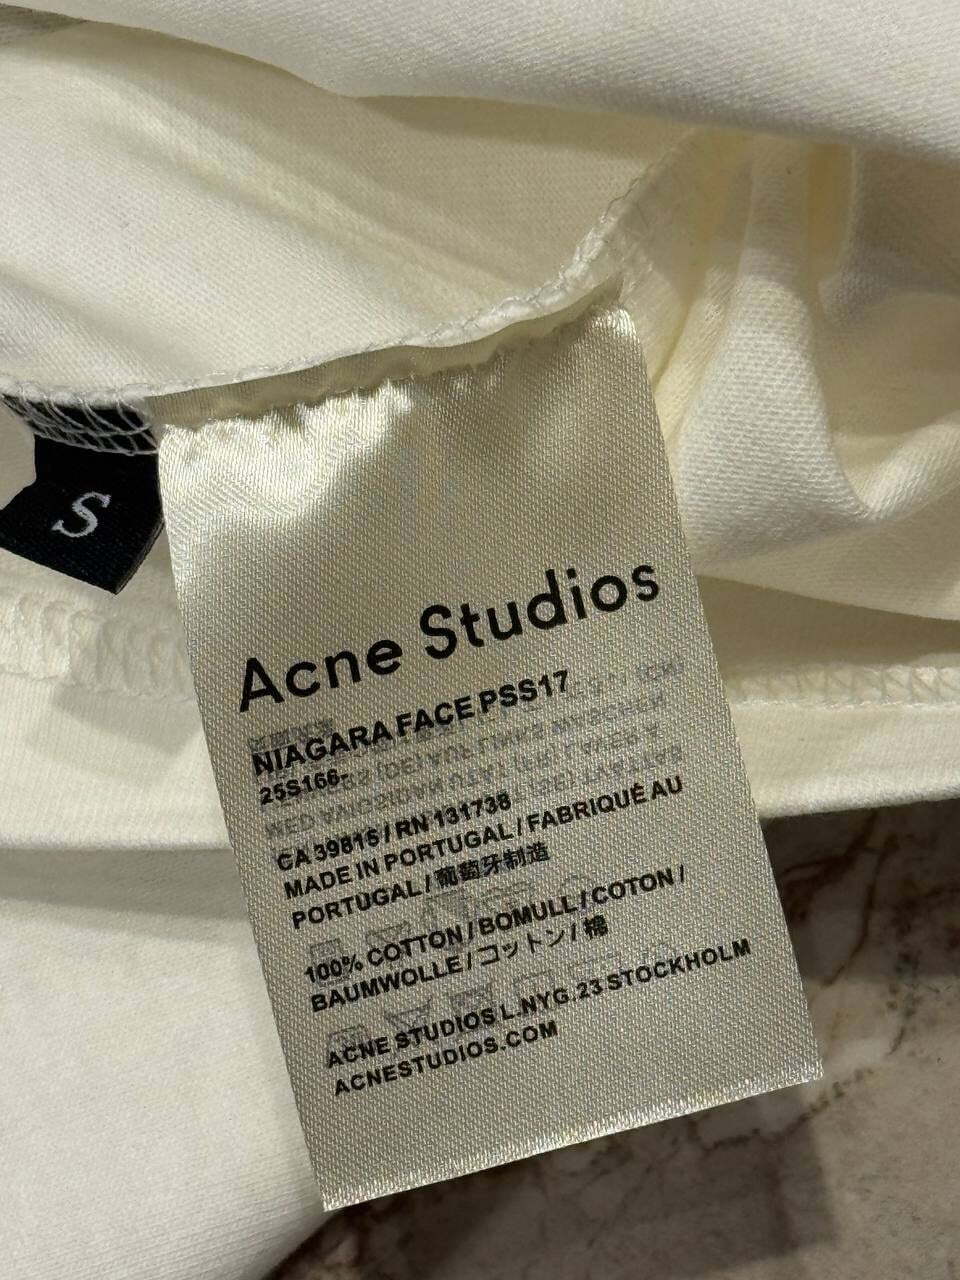 S
Acne Studios
NIAGARA FACE PSS17
25S166-
CA 39816 / RN 131738
MADE IN PORTUGAL / FABRIQUÉ AU
PORTUGAL / 葡萄牙制造
100% COTTON / BOMULL / COTON /
BAUMWOLLE / コットン / 棉
ACNE STUDIOS L.NYG.23 STOCKHOLM
ACNESTUDIOS.COM